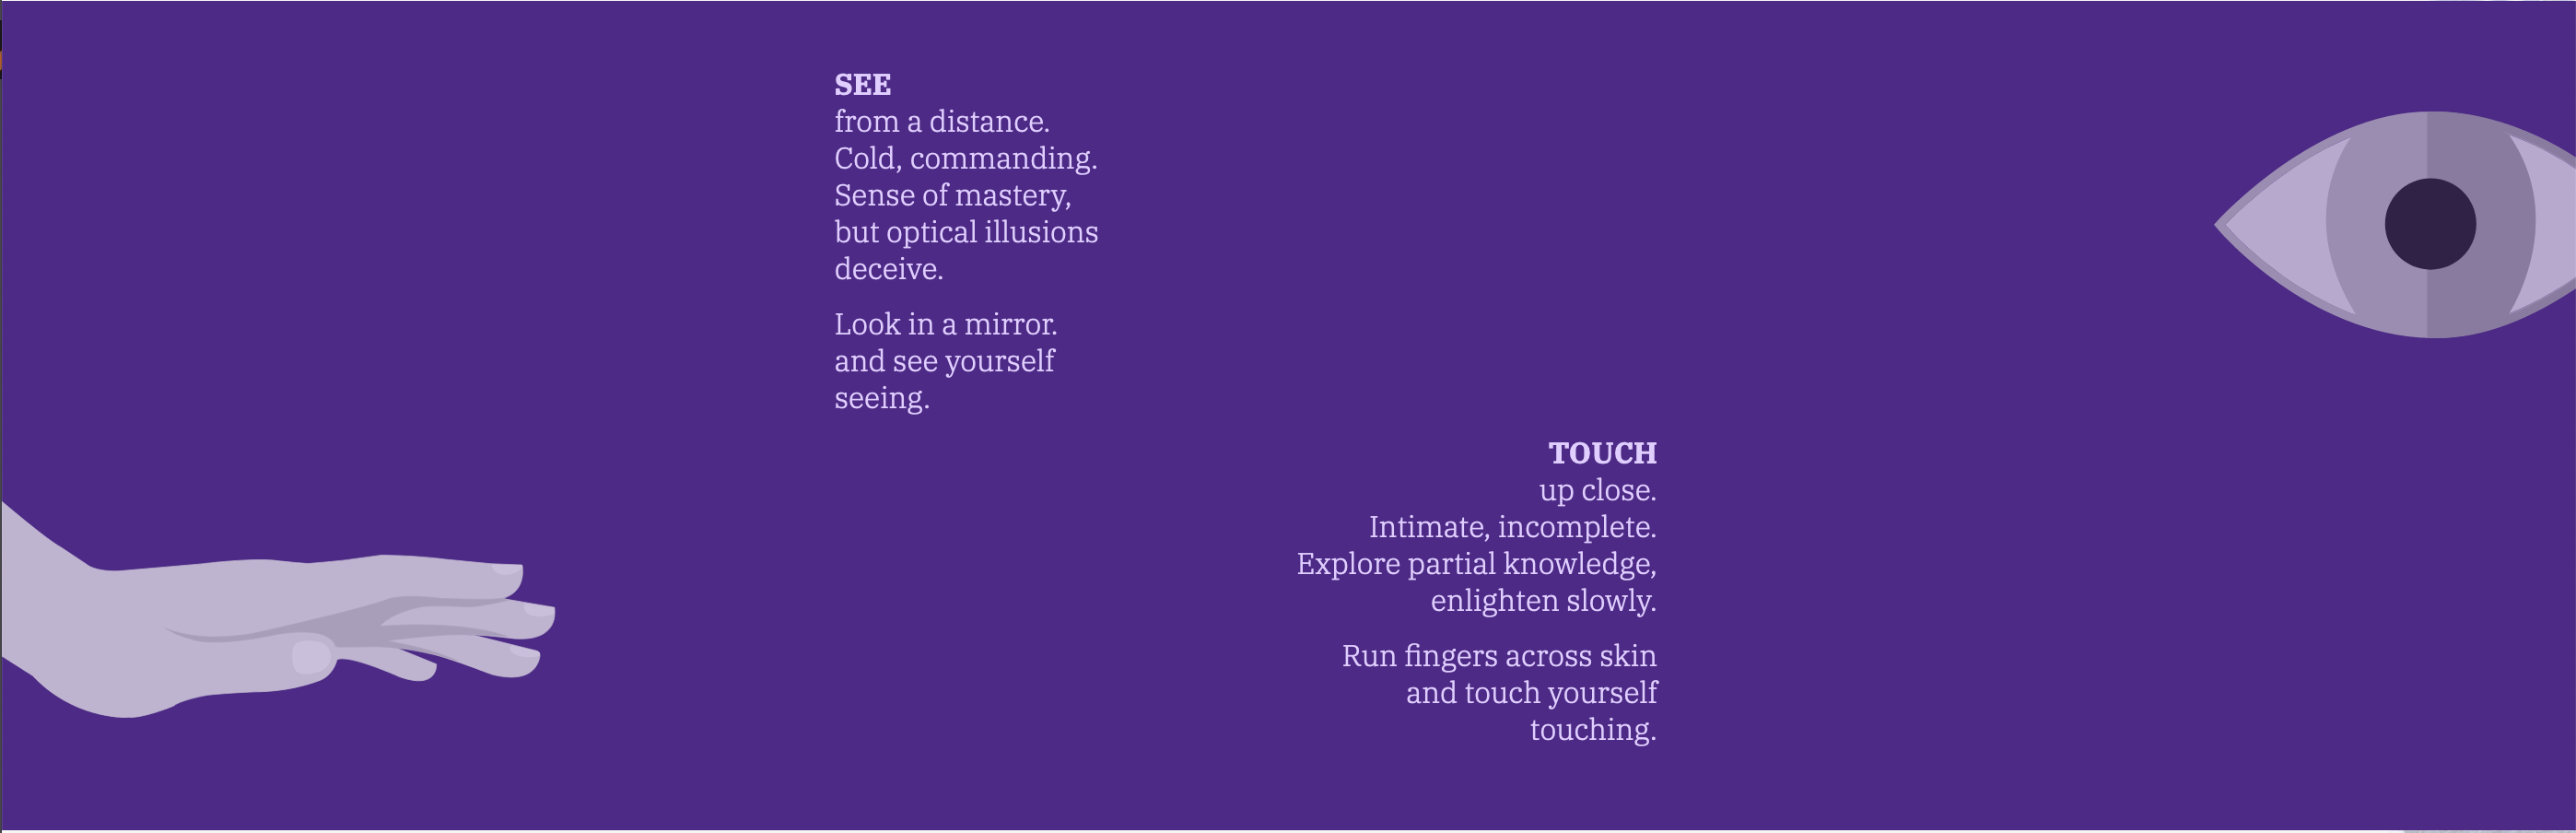 SEE
from a distance.
Cold, commanding.
Sense of mastery,
but optical illusions
deceive.
Look in a mirror.
and see yourself
seeing.
TOUCH
up close.
Intimate, incomplete.
Explore partial knowledge,
enlighten slowly.
Run fingers across skin
and touch yourself
touching.